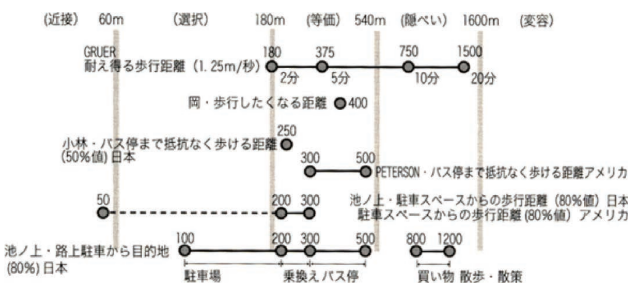 (近接) 60m (選択) 180m (等価) 540m (隠ぺい) 1600m (変容)
GRUER 180 375 750 1500
耐え得る歩行距離 (1.25m/秒) 2分 5分 10分 20分
岡・歩行したくなる距離 400
250
小林・バス停まで抵抗なく歩ける距離
(50%値) 日本
300 500
PETERSON・バス停まで抵抗なく歩ける距離アメリカ
50 200 300 池ノ上・駐車スペースからの歩行距離 (80%値) 日本
駐車スペースからの歩行距離 (80%値) アメリカ
池ノ上・路上駐車から目的地 100 200 300 500 800 1200
(80%) 日本
駐車場 乗換え バス停 買い物 散歩・散策